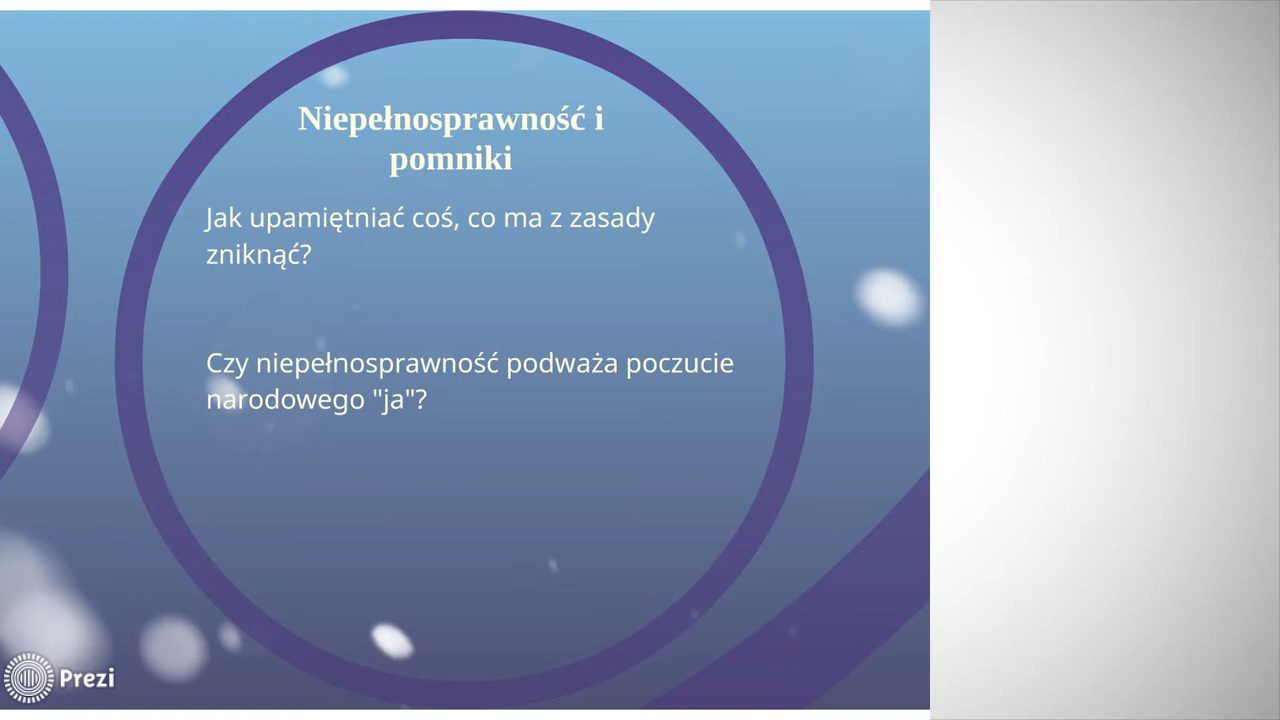 Niepełnosprawność i
pomniki
Jak upamiętniać coś, co ma z zasady
zniknąć?
Czy niepełnosprawność podważa poczucie
narodowego "ja"?
Prezi